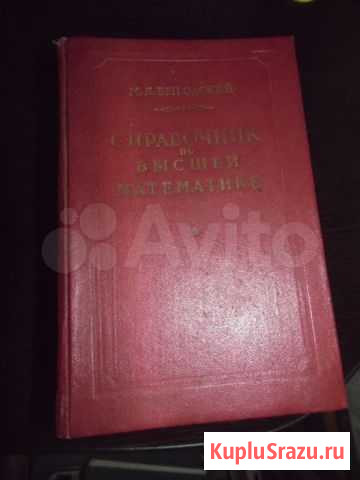 М. Я. ВЫГОДСКИЙ
СПРАВОЧНИК
ПО
ВЫСШЕЙ
МАТЕМАТИКЕ
Avito
KupluSrazu.ru